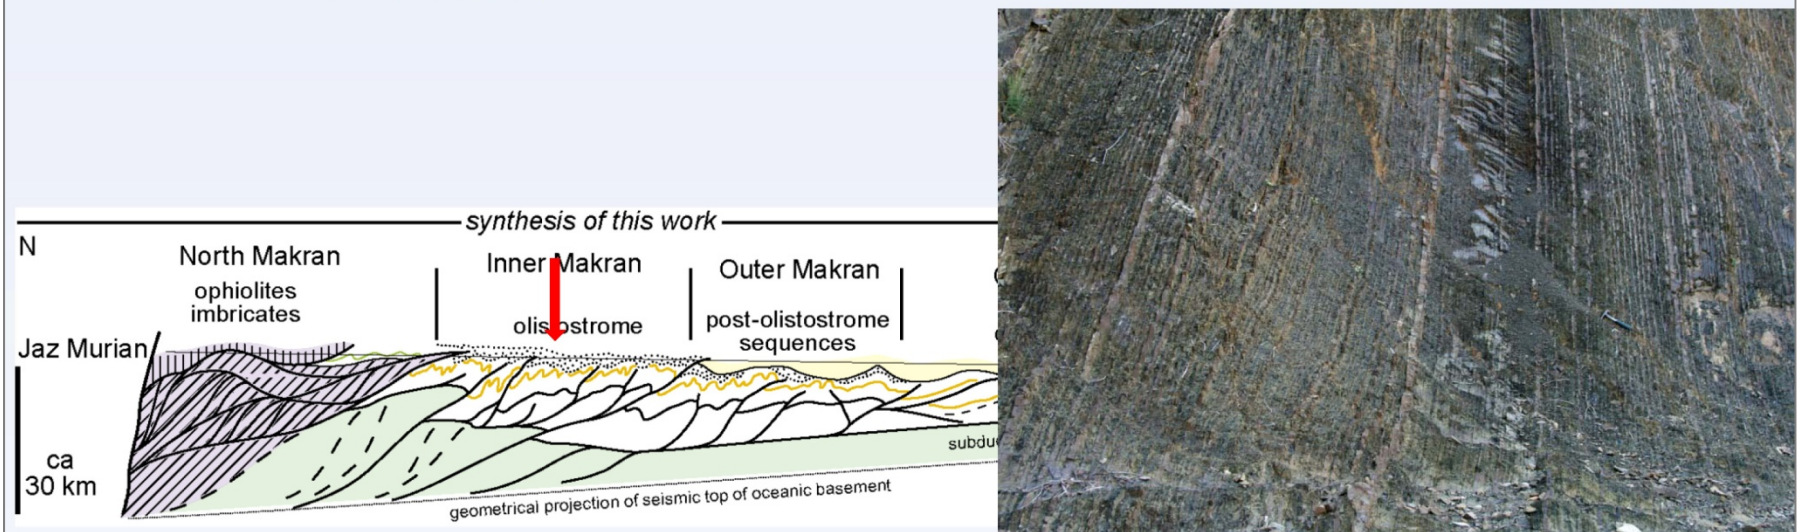 synthesis of this work
N
North Makran
ophiolites
imbricates
Inner Makran
olistostrome
Outer Makran
post-olistostrome
sequences
Jaz Murian
ca
30 km
geometrical projection of seismic top of oceanic basement